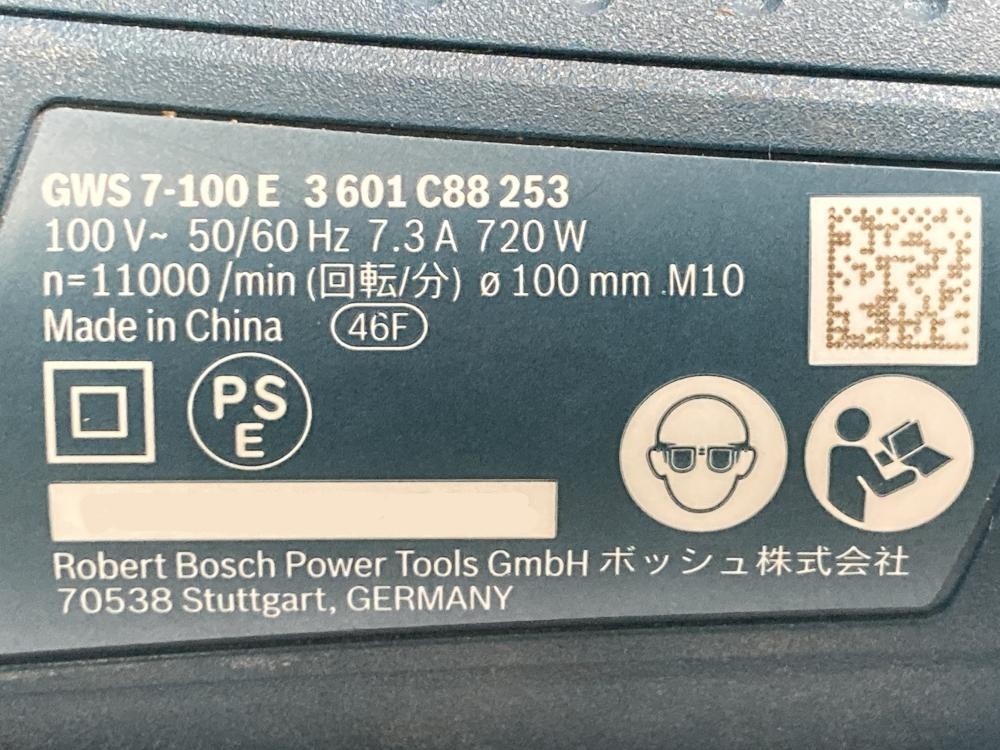 GWS 7-100 E 3 601 C88 253
100 V~ 50/60 Hz 7.3 A 720 W
n=11000 /min (回転/分) ø 100 mm M10
Made in China 46F
PS
E
Robert Bosch Power Tools GmbH ボッシュ株式会社
70538 Stuttgart, GERMANY